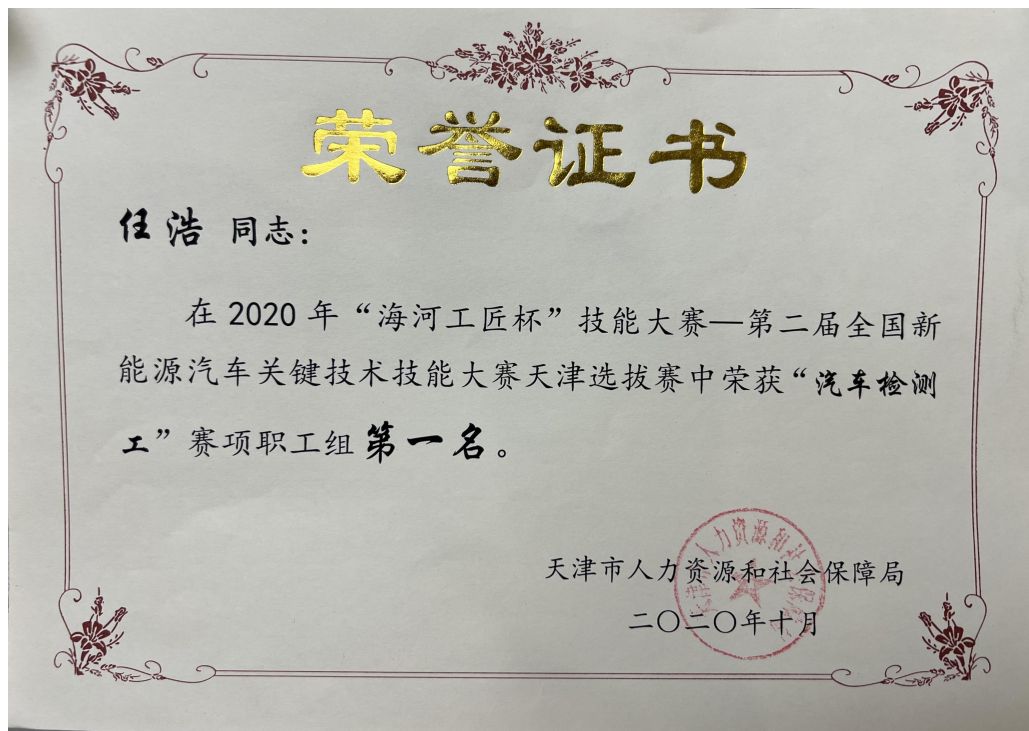 荣誉证书
任浩 同志：
在 2020 年“海河工匠杯”技能大赛—第二届全国新
能源汽车关键技术技能大赛天津选拔赛中荣获“汽车检测
工”赛项职工组第一名。
天津市人力资源和社会保障局
二〇二〇年十月